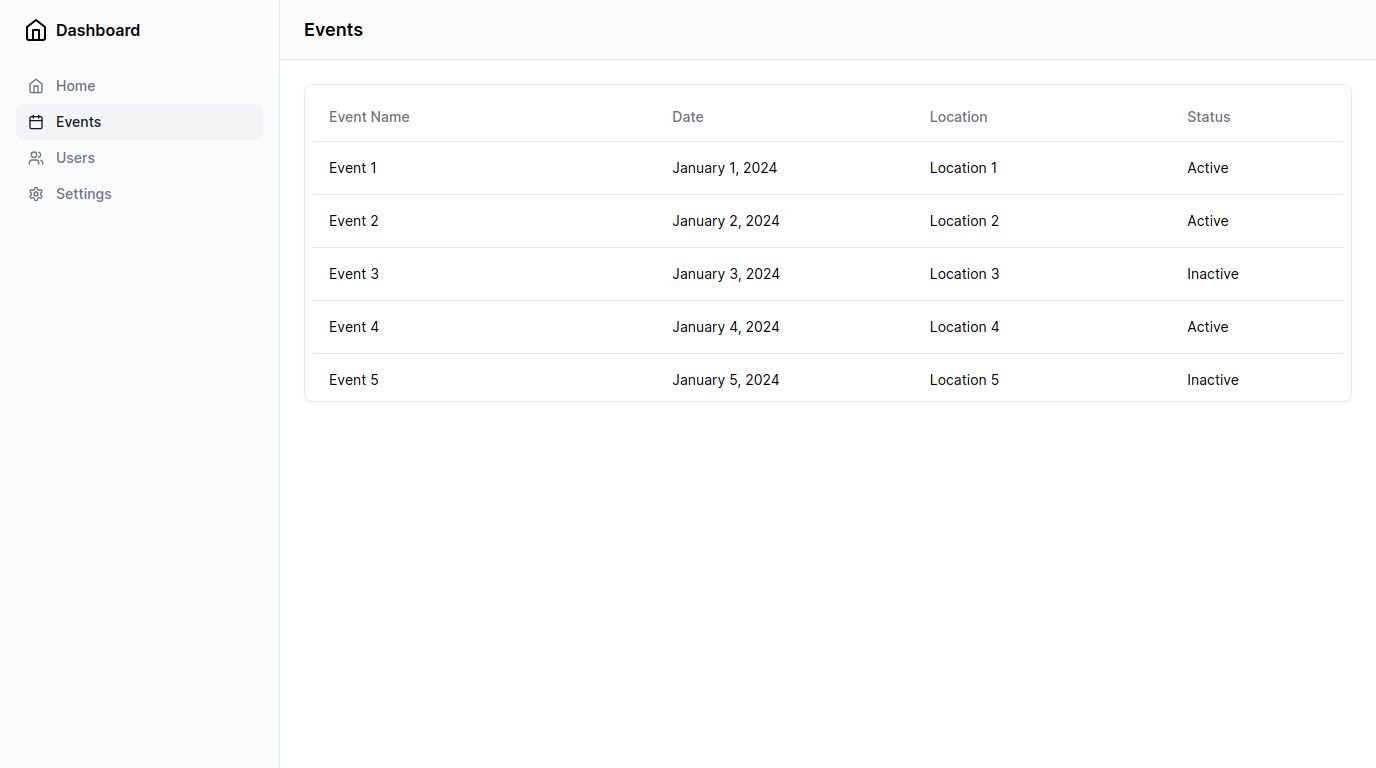 Dashboard
Home
Events
Users
Settings
Events
Event Name Date Location Status
Event 1 January 1, 2024 Location 1 Active
Event 2 January 2, 2024 Location 2 Active
Event 3 January 3, 2024 Location 3 Inactive
Event 4 January 4, 2024 Location 4 Active
Event 5 January 5, 2024 Location 5 Inactive